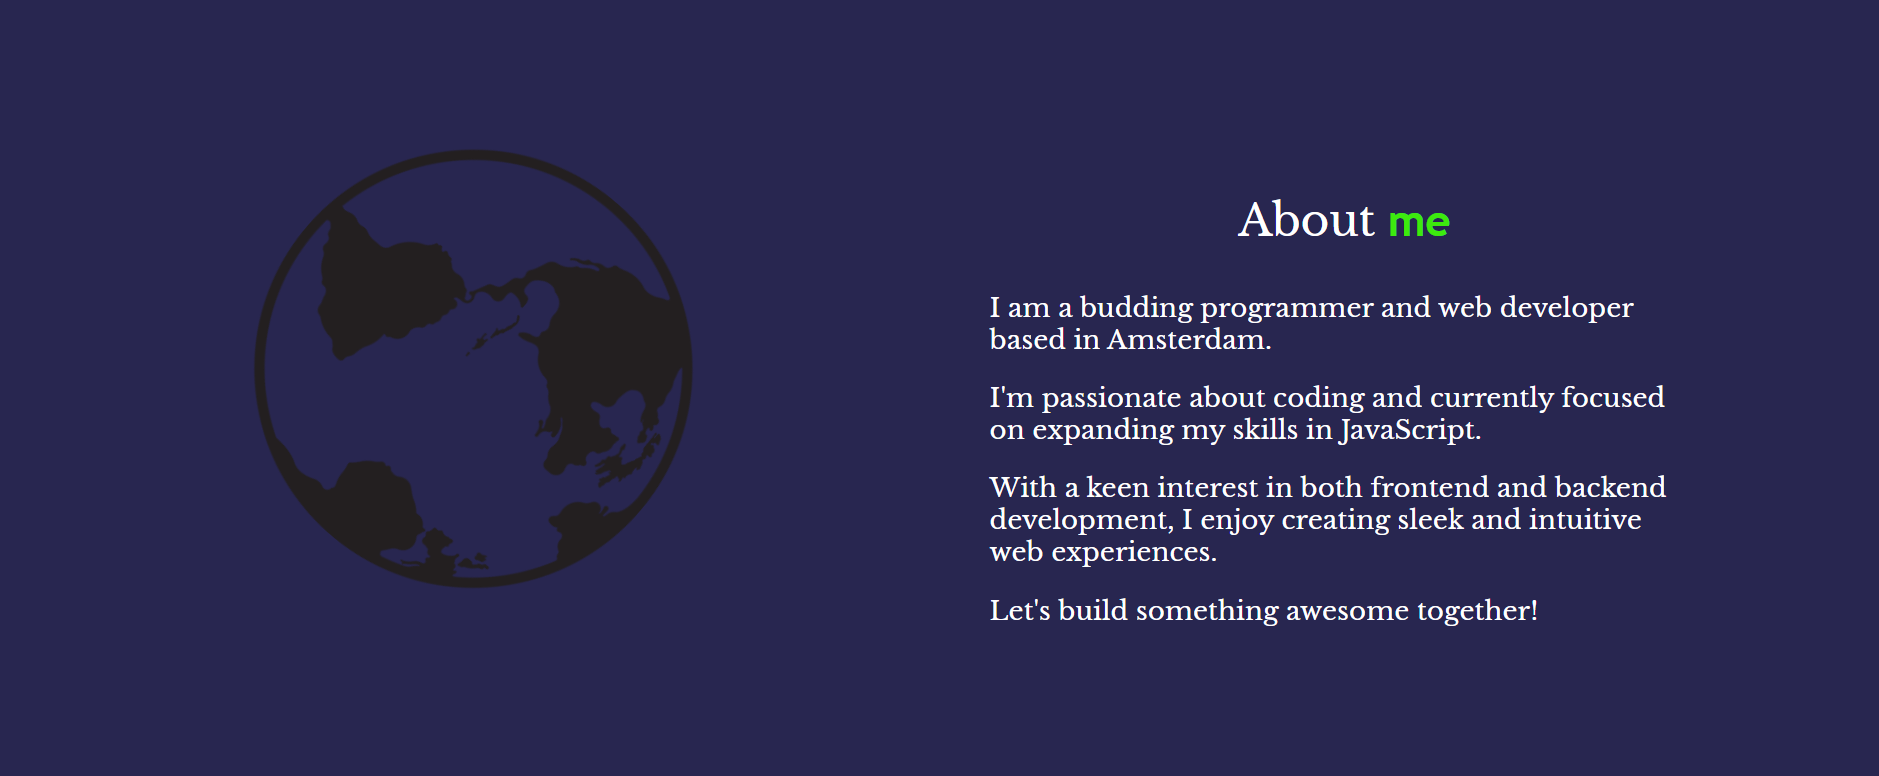 About me
I am a budding programmer and web developer
based in Amsterdam.
I'm passionate about coding and currently focused
on expanding my skills in JavaScript.
With a keen interest in both frontend and backend
development, I enjoy creating sleek and intuitive
web experiences.
Let's build something awesome together!